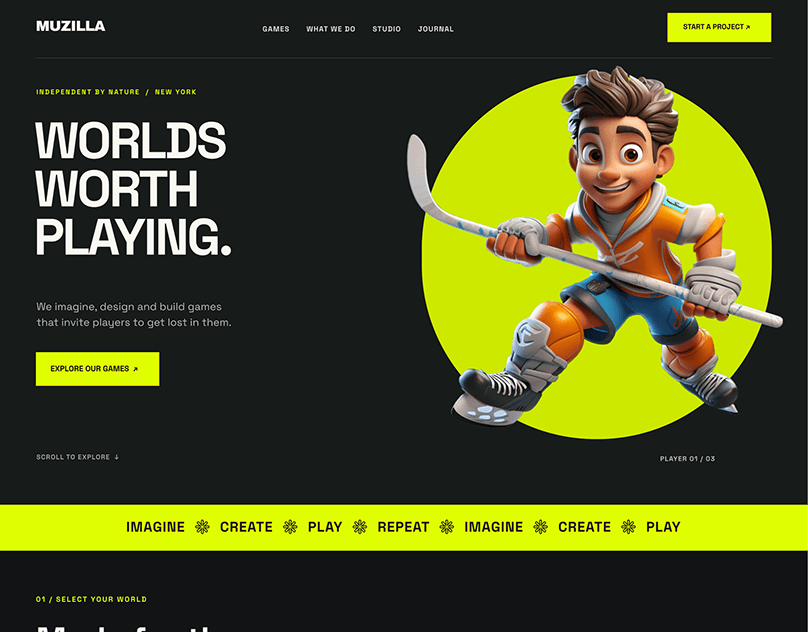 MUZILLA
GAMES WHAT WE DO STUDIO JOURNAL
START A PROJECT ↗
INDEPENDENT BY NATURE / NEW YORK
WORLDS
WORTH
PLAYING.
We imagine, design and build games
that invite players to get lost in them.
EXPLORE OUR GAMES ↗
SCROLL TO EXPLORE ↓
PLAYER 01 / 03
IMAGINE CREATE PLAY REPEAT IMAGINE CREATE PLAY
01 / SELECT YOUR WORLD